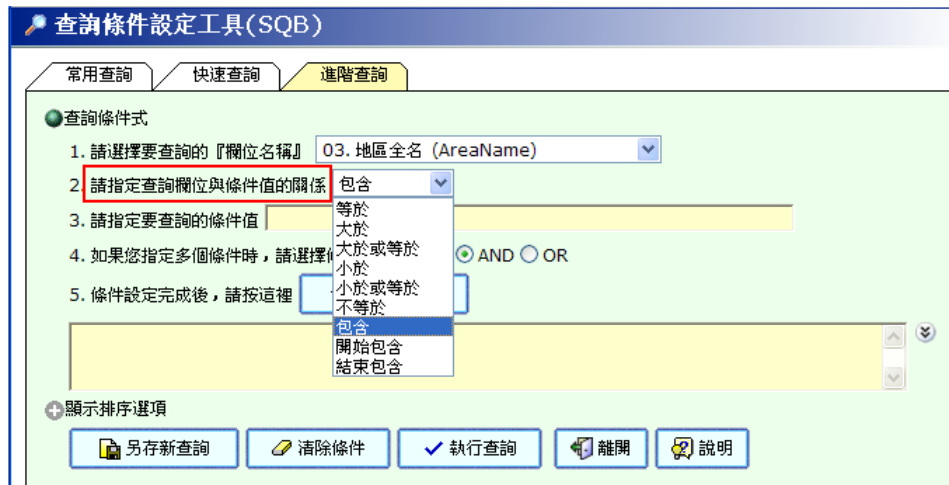 查詢條件設定工具(SQB)
常用查詢 快速查詢 進階查詢
查詢條件式
1. 請選擇要查詢的『欄位名稱』 03. 地區全名 (AreaName)
2. 請指定查詢欄位與條件值的關係 包含
等於
3. 請指定要查詢的條件值
大於
大於或等於
4. 如果您指定多個條件時，請選擇 AND OR
小於
小於或等於
5. 條件設定完成後，請按這裡
不等於
包含
開始包含
結束包含
顯示排序選項
另存新查詢 清除條件 執行查詢 離開 說明